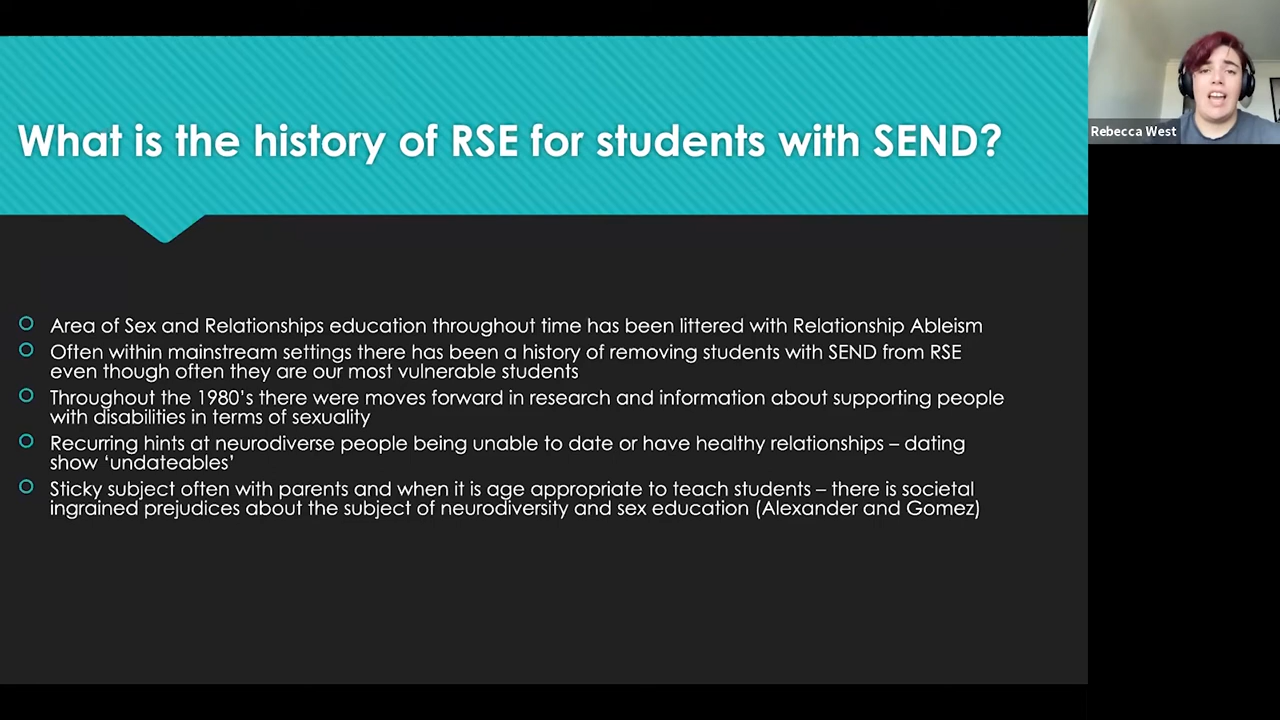 What is the history of RSE for students with SEND?
Rebecca West
Area of Sex and Relationships education throughout time has been littered with Relationship Ableism
Often within mainstream settings there has been a history of removing students with SEND from RSE
even though often they are our most vulnerable students
Throughout the 1980's there were moves forward in research and information about supporting people
with disabilities in terms of sexuality
Recurring hints at neurodiverse people being unable to date or have healthy relationships – dating
show ‘undateables’
Sticky subject often with parents and when it is age appropriate to teach students – there is societal
ingrained prejudices about the subject of neurodiversity and sex education (Alexander and Gomez)